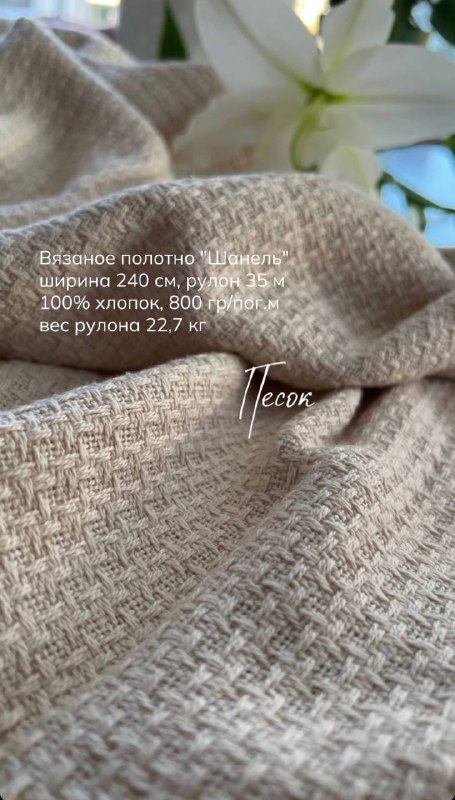 Вязаное полотно "Шанель"
ширина 240 см, рулон 35 м
100% хлопок, 800 гр/пог.м
вес рулона 22,7 кг
Песок